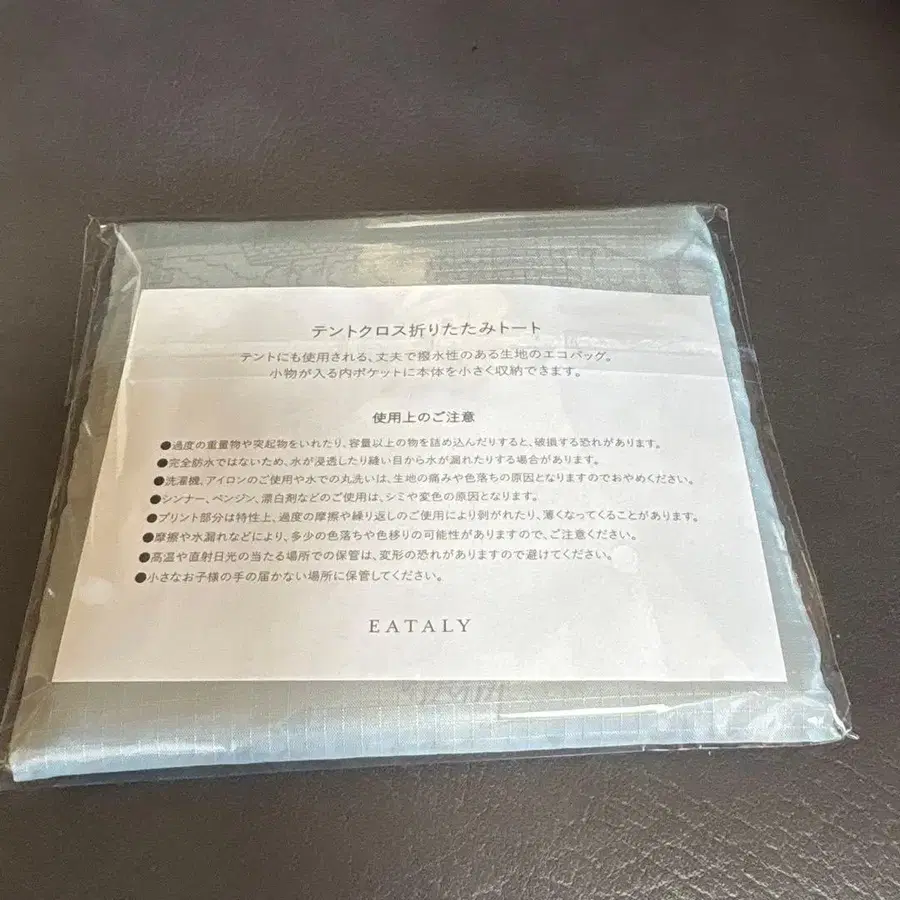 テントクロス折りたたみトート
テントにも使用される、丈夫で撥水性のある生地のエコバッグ。
小物が入る内ポケットに本体を小さく収納できます。
使用上のご注意
●過度の重量物や突起物をいれたり、容量以上の物を詰め込んだりすると、破損する恐れがあります。
●完全防水ではないため、水が浸透したり縫い目から水が漏れたりする場合があります。
●洗濯機、アイロンのご使用や水での丸洗いは、生地の痛みや色落ちの原因となりますのでおやめください。
●シンナー、ベンジン、漂白剤などのご使用は、シミや変色の原因となります。
●プリント部分は特性上、過度の摩擦や繰り返しのご使用により剥がれたり、薄くなってくることがあります。
●摩擦や水漏れなどにより、多少の色落ちや色移りの可能性がありますので、ご注意ください。
●高温や直射日光の当たる場所での保管は、変形の恐れがありますので避けてください。
●小さなお子様の手の届かない場所に保管してください。
EATALY